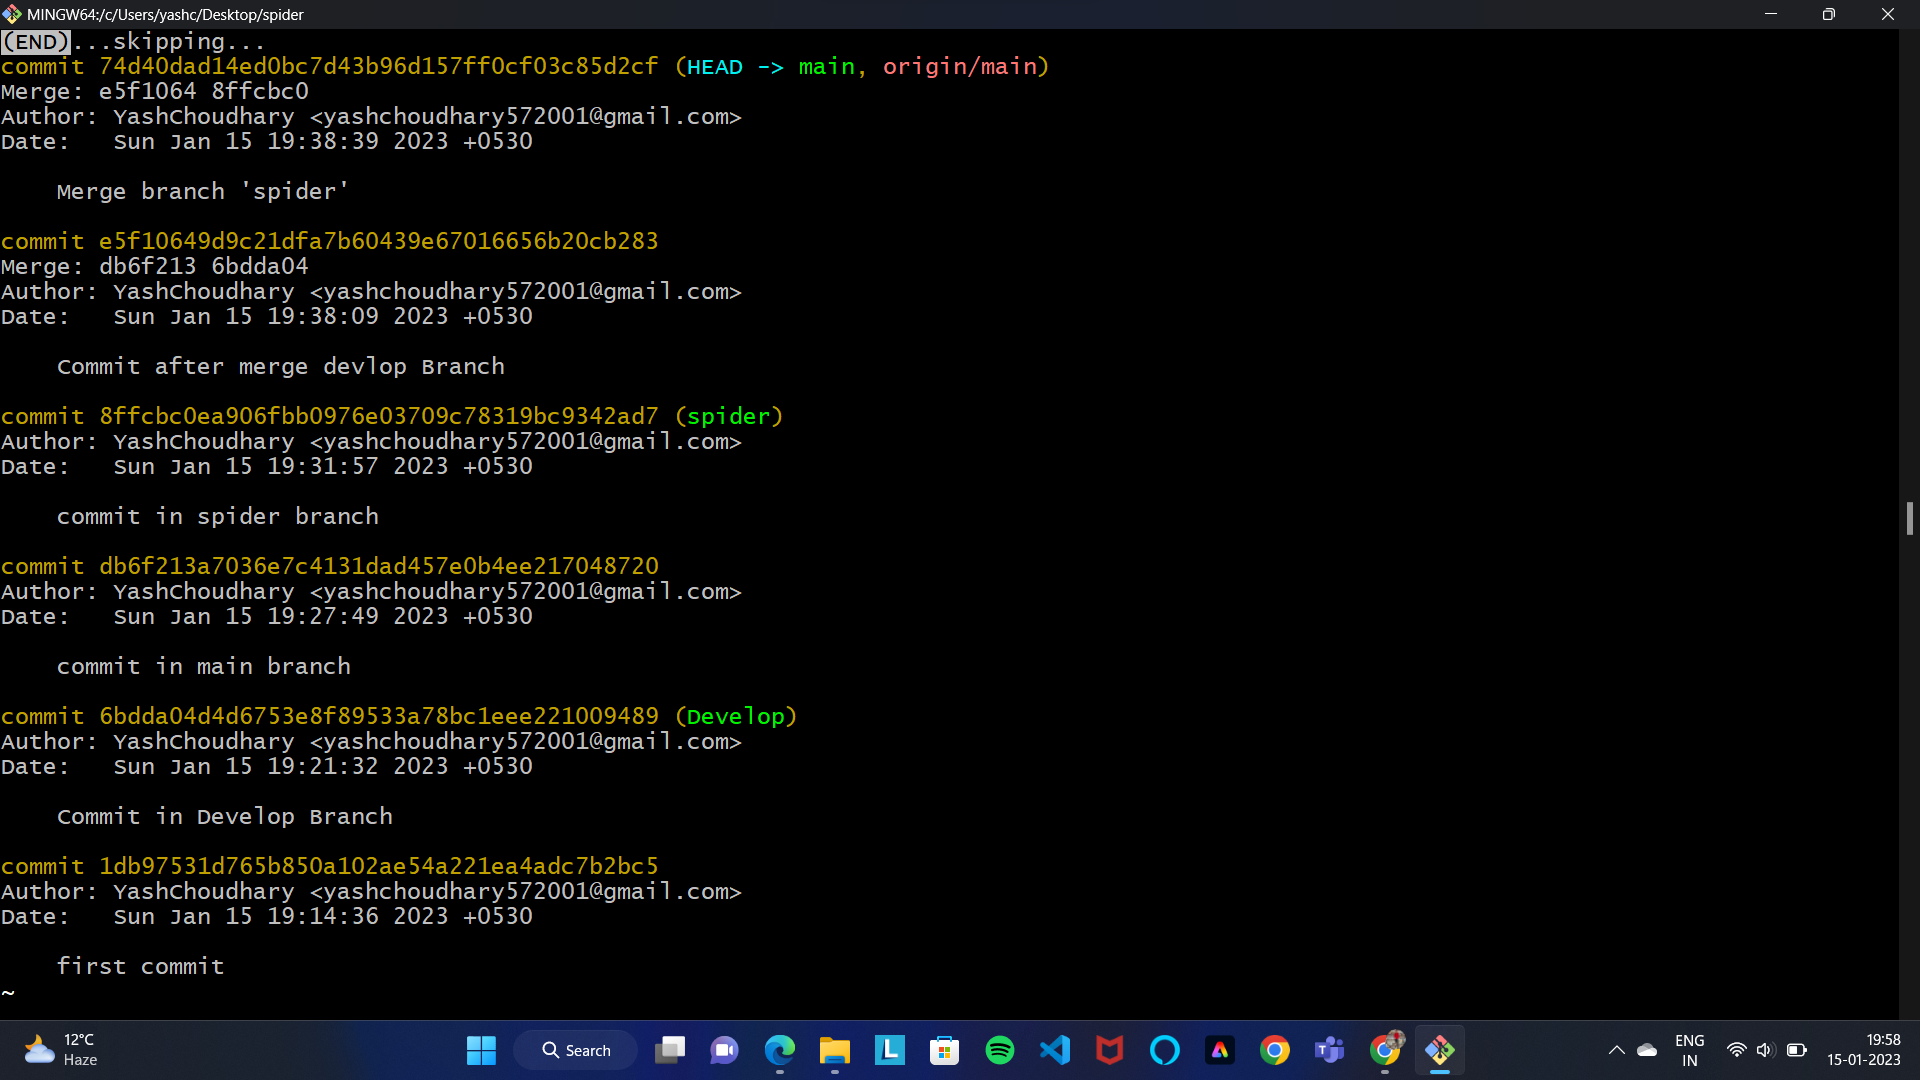 MINGW64:/c/Users/yashc/Desktop/spider
(END)...skipping...
commit 74d40dad14ed0bc7d43b96d157ff0cf03c85d2cf (HEAD -> main, origin/main)
Merge: e5f1064 8ffcbc0
Author: YashChoudhary <yashchoudhary572001@gmail.com>
Date:   Sun Jan 15 19:38:39 2023 +0530
Merge branch 'spider'
commit e5f10649d9c21dfa7b60439e67016656b20cb283
Merge: db6f213 6bdda04
Author: YashChoudhary <yashchoudhary572001@gmail.com>
Date:   Sun Jan 15 19:38:09 2023 +0530
Commit after merge devlop Branch
commit 8ffcbc0ea906fbb0976e03709c78319bc9342ad7 (spider)
Author: YashChoudhary <yashchoudhary572001@gmail.com>
Date:   Sun Jan 15 19:31:57 2023 +0530
commit in spider branch
commit db6f213a7036e7c4131dad457e0b4ee217048720
Author: YashChoudhary <yashchoudhary572001@gmail.com>
Date:   Sun Jan 15 19:27:49 2023 +0530
commit in main branch
commit 6bdda04d4d6753e8f89533a78bc1eee221009489 (Develop)
Author: YashChoudhary <yashchoudhary572001@gmail.com>
Date:   Sun Jan 15 19:21:32 2023 +0530
Commit in Develop Branch
commit 1db97531d765b850a102ae54a221ea4adc7b2bc5
Author: YashChoudhary <yashchoudhary572001@gmail.com>
Date:   Sun Jan 15 19:14:36 2023 +0530
first commit
~
12°C
Haze
Search
ENG
IN
19:58
15-01-2023